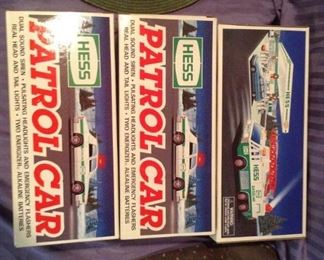 HESS
PATROL CAR
DUAL SOUND SIREN • PULSATING HEADLIGHTS AND EMERGENCY FLASHERS
REAL HEAD AND TAIL LIGHTS • TWO ENERGIZER® ALKALINE BATTERIES
HESS
PATROL CAR
DUAL SOUND SIREN • PULSATING HEADLIGHTS AND EMERGENCY FLASHERS
REAL HEAD AND TAIL LIGHTS • TWO ENERGIZER® ALKALINE BATTERIES
HESS
HESS
WARNING